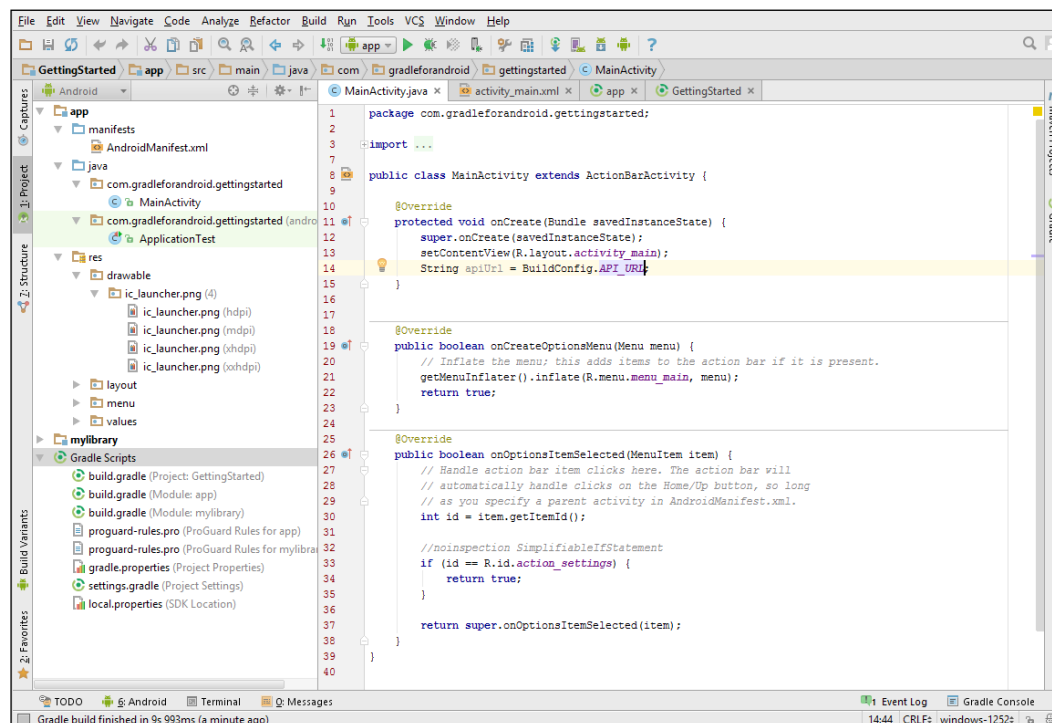 File Edit View Navigate Code Analyze Refactor Build Run Tools VCS Window Help
app
GettingStarted app src main java com gradleforandroid gettingstarted MainActivity
Android
MainActivity.java activity_main.xml app GettingStarted
Captures
1: Project
7: Structure
Build Variants
2: Favorites
app
manifests
AndroidManifest.xml
java
com.gradleforandroid.gettingstarted
MainActivity
com.gradleforandroid.gettingstarted (andro
ApplicationTest
res
drawable
ic_launcher.png (4)
ic_launcher.png (hdpi)
ic_launcher.png (mdpi)
ic_launcher.png (xhdpi)
ic_launcher.png (xxhdpi)
layout
menu
values
mylibrary
Gradle Scripts
build.gradle (Project: GettingStarted)
build.gradle (Module: app)
build.gradle (Module: mylibrary)
proguard-rules.pro (ProGuard Rules for app)
proguard-rules.pro (ProGuard Rules for mylibra
gradle.properties (Project Properties)
settings.gradle (Project Settings)
local.properties (SDK Location)
1 package com.gradleforandroid.gettingstarted;
2
3 import ...
7
8 public class MainActivity extends ActionBarActivity {
9
10 @Override
11 protected void onCreate(Bundle savedInstanceState) {
12 super.onCreate(savedInstanceState);
13 setContentView(R.layout.activity_main);
14 String apiUrl = BuildConfig.API_URL;
15 }
16
17
18 @Override
19 public boolean onCreateOptionsMenu(Menu menu) {
20 // Inflate the menu; this adds items to the action bar if it is present.
21 getMenuInflater().inflate(R.menu.menu_main, menu);
22 return true;
23 }
24
25 @Override
26 public boolean onOptionsItemSelected(MenuItem item) {
27 // Handle action bar item clicks here. The action bar will
28 // automatically handle clicks on the Home/Up button, so long
29 // as you specify a parent activity in AndroidManifest.xml.
30 int id = item.getItemId();
31
32 //noinspection SimplifiableIfStatement
33 if (id == R.id.action_settings) {
34 return true;
35 }
36
37 return super.onOptionsItemSelected(item);
38 }
39 }
40
TODO 6: Android Terminal 0: Messages 1 Event Log Gradle Console
Gradle build finished in 9s 993ms (a minute ago) 14:44 CRLF windows-1252